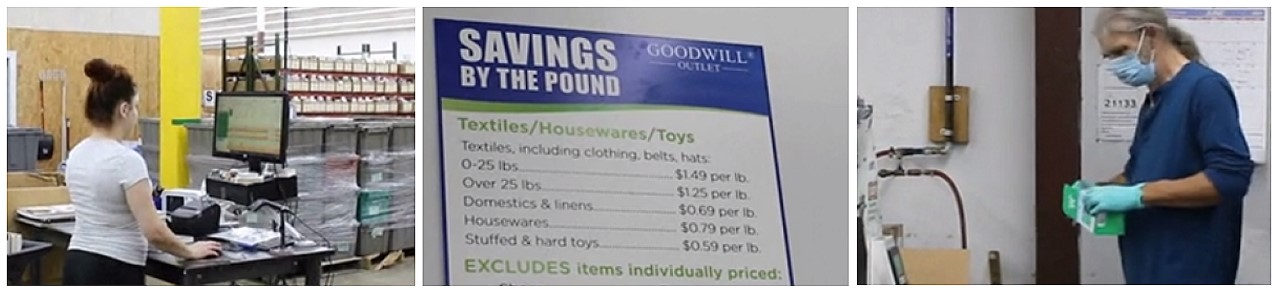 S
SAVINGS
BY THE POUND
GOODWILL®
OUTLET
Textiles/Housewares/Toys
Textiles, including clothing, belts, hats:
0-25 lbs. $1.49 per lb.
Over 25 lbs. $1.25 per lb.
Domestics & linens $0.69 per lb.
Housewares $0.79 per lb.
Stuffed & hard toys $0.59 per lb.
EXCLUDES items individually priced:
21133